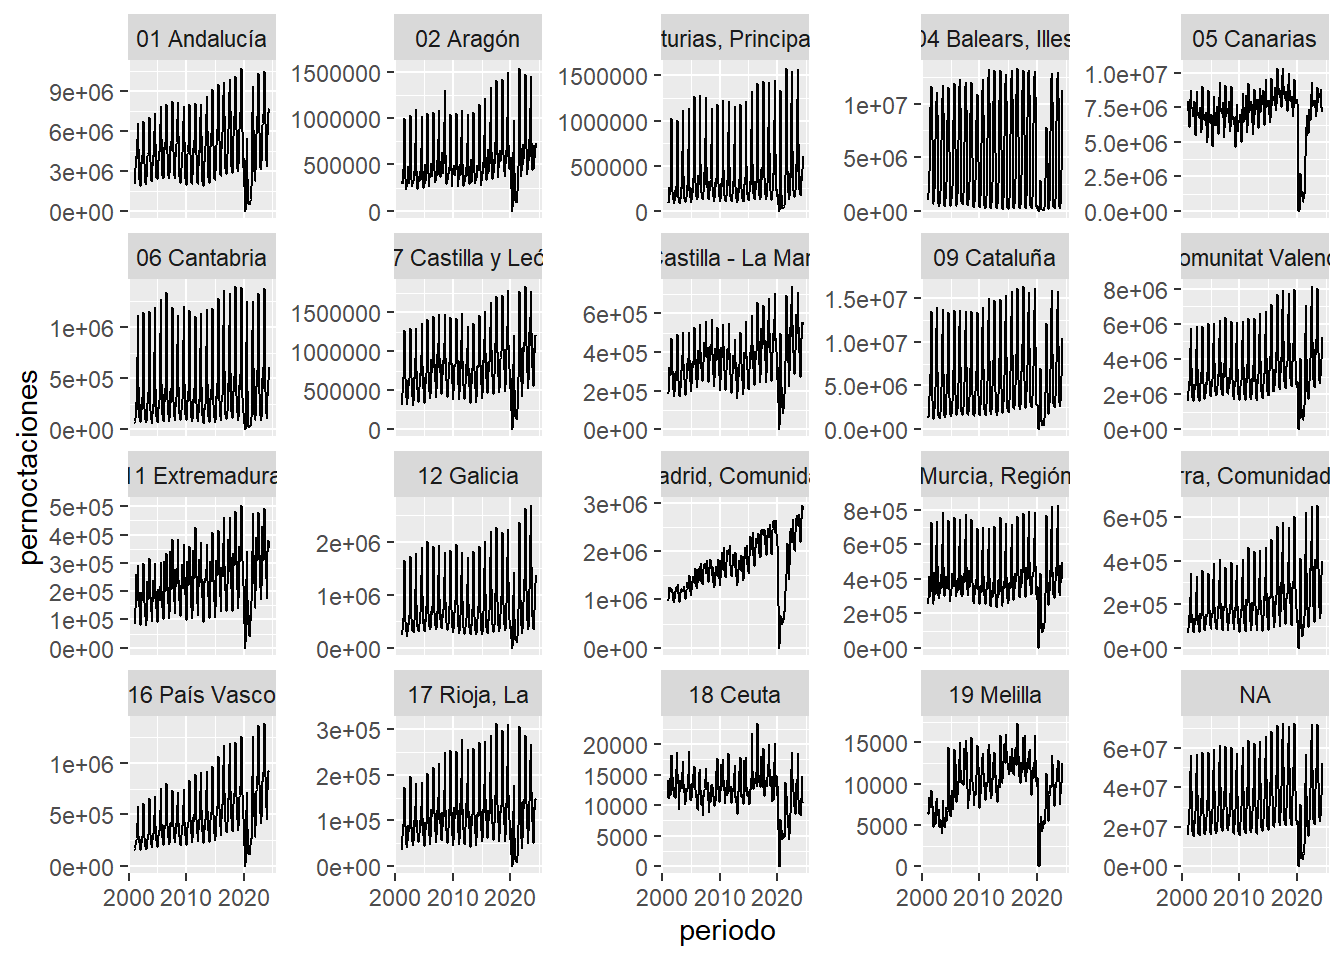 01 Andalucía
02 Aragón
turias, Principa
04 Balears, Illes
05 Canarias
9e+06
6e+06
3e+06
0e+00
1500000
1000000
500000
0
1500000
1000000
500000
0
1e+07
5e+06
0e+00
1.0e+07
7.5e+06
5.0e+06
2.5e+06
0.0e+00
06 Cantabria
7 Castilla y Leó
Castilla - La Man
09 Cataluña
omunitat Valenc
1e+06
5e+05
0e+00
1500000
1000000
500000
0
6e+05
4e+05
2e+05
0e+00
1.5e+07
1.0e+07
5.0e+06
0.0e+00
8e+06
6e+06
4e+06
2e+06
0e+00
pernoctaciones
11 Extremadura
12 Galicia
adrid, Comunida
Murcia, Región
rra, Comunidad
5e+05
4e+05
3e+05
2e+05
1e+05
0e+00
2e+06
1e+06
0e+00
3e+06
2e+06
1e+06
0e+00
8e+05
6e+05
4e+05
2e+05
0e+00
6e+05
4e+05
2e+05
0e+00
16 País Vasco
17 Rioja, La
18 Ceuta
19 Melilla
NA
1e+06
5e+05
0e+00
3e+05
2e+05
1e+05
0e+00
20000
15000
10000
5000
0
15000
10000
5000
0
6e+07
4e+07
2e+07
0e+00
2000 2010 2020
2000 2010 2020
2000 2010 2020
2000 2010 2020
2000 2010 2020
periodo